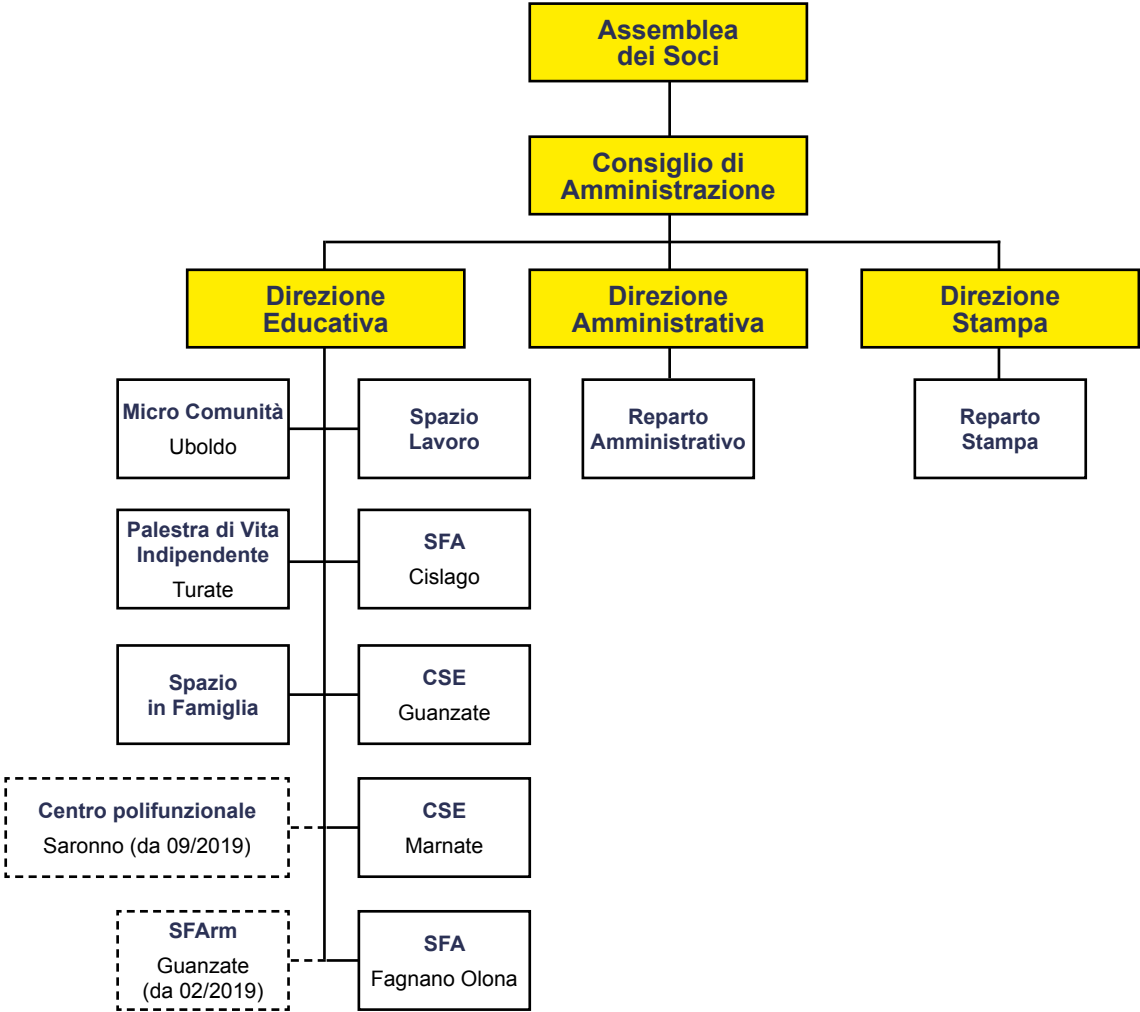 Assemblea
dei Soci
Consiglio di
Amministrazione
Direzione
Educativa
Direzione
Amministrativa
Direzione
Stampa
Micro Comunità
Uboldo
Spazio
Lavoro
Reparto
Amministrativo
Reparto
Stampa
Palestra di Vita
Indipendente
Turate
SFA
Cislago
Spazio
in Famiglia
CSE
Guanzate
Centro polifunzionale
Saronno (da 09/2019)
CSE
Marnate
SFArm
Guanzate
(da 02/2019)
SFA
Fagnano Olona